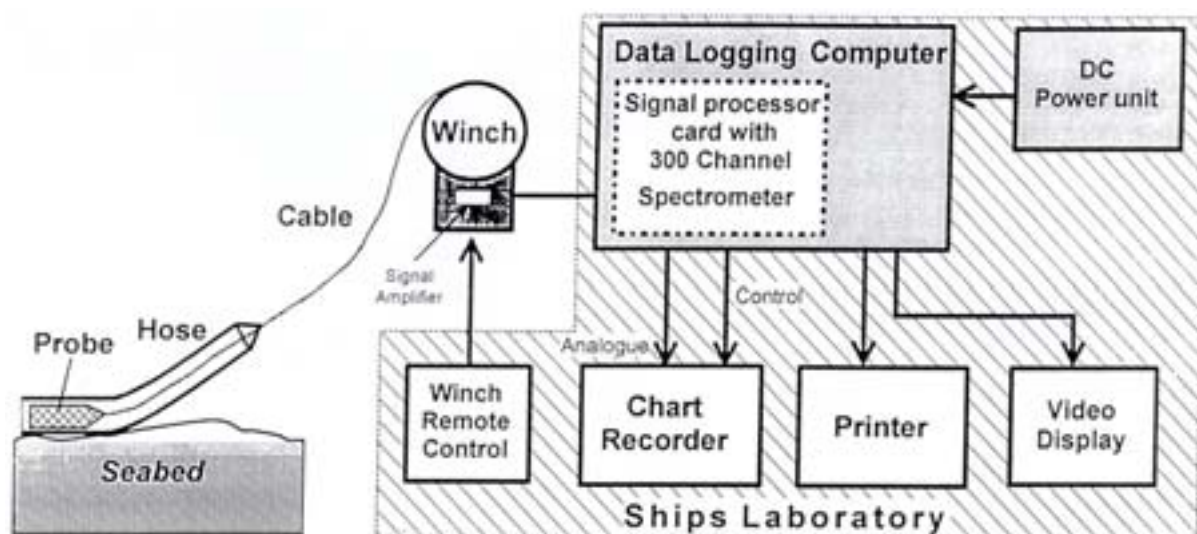 Data Logging Computer
Signal processor
card with
300 Channel
Spectrometer
DC
Power unit
Winch
Cable
Signal
Amplifier
Hose
Probe
Seabed
Control
Analogue
Winch
Remote
Control
Chart
Recorder
Printer
Video
Display
Ships Laboratory